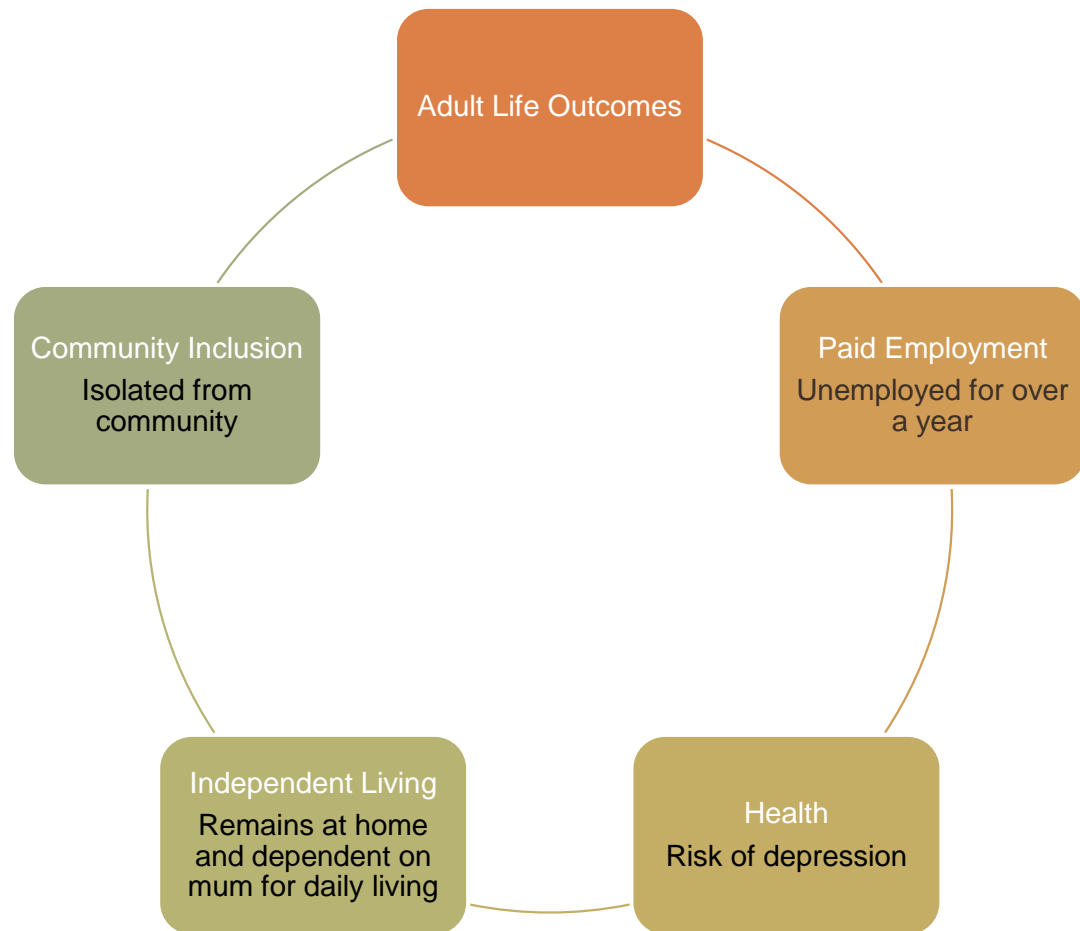 Adult Life Outcomes
Paid Employment
Unemployed for over
a year
Health
Risk of depression
Independent Living
Remains at home
and dependent on
mum for daily living
Community Inclusion
Isolated from
community